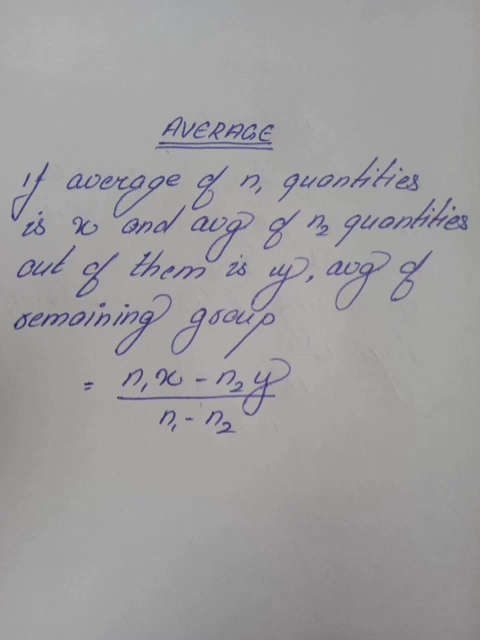 AVERAGE
If average of n₁ quantities
is x and avg of n₂ quantities
out of them is y, avg of
remaining group
= n₁x - n₂y
n₁ - n₂